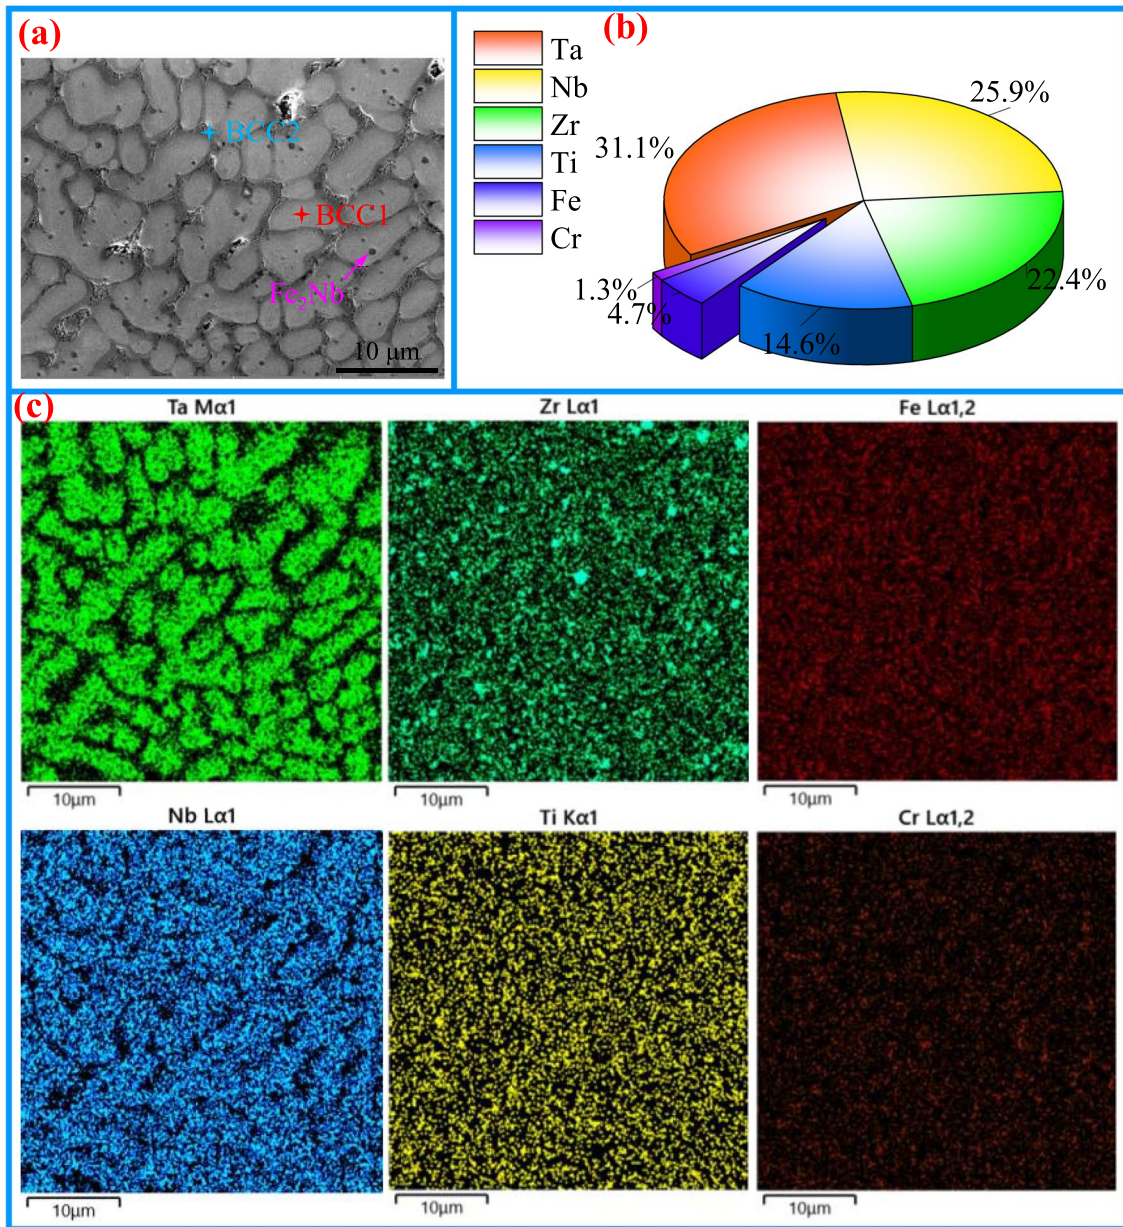 (a)
BCC2
BCC1
Fe₂Nb
10 μm
(b)
Ta
Nb
Zr
Ti
Fe
Cr
25.9%
31.1%
22.4%
1.3%
4.7%
14.6%
(c)
Ta Mα1
Zr Lα1
Fe Lα1,2
10μm
10μm
10μm
Nb Lα1
Ti Kα1
Cr Lα1,2
10μm
10μm
10μm